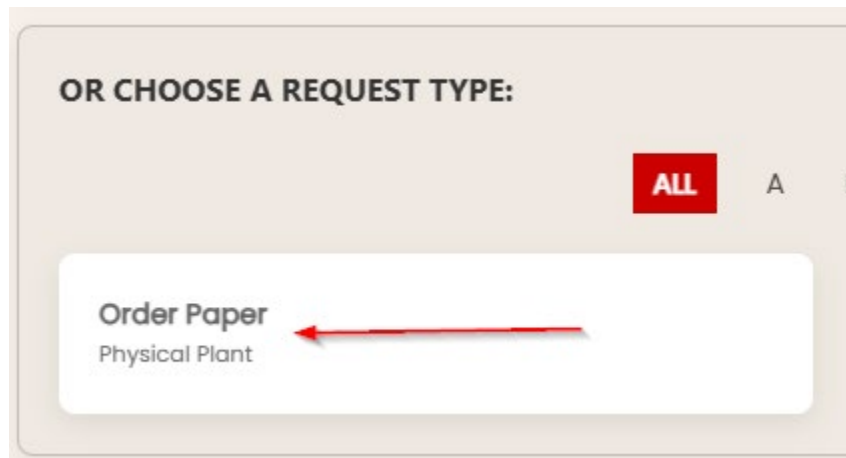 OR CHOOSE A REQUEST TYPE:
ALL A
Order Paper
Physical Plant